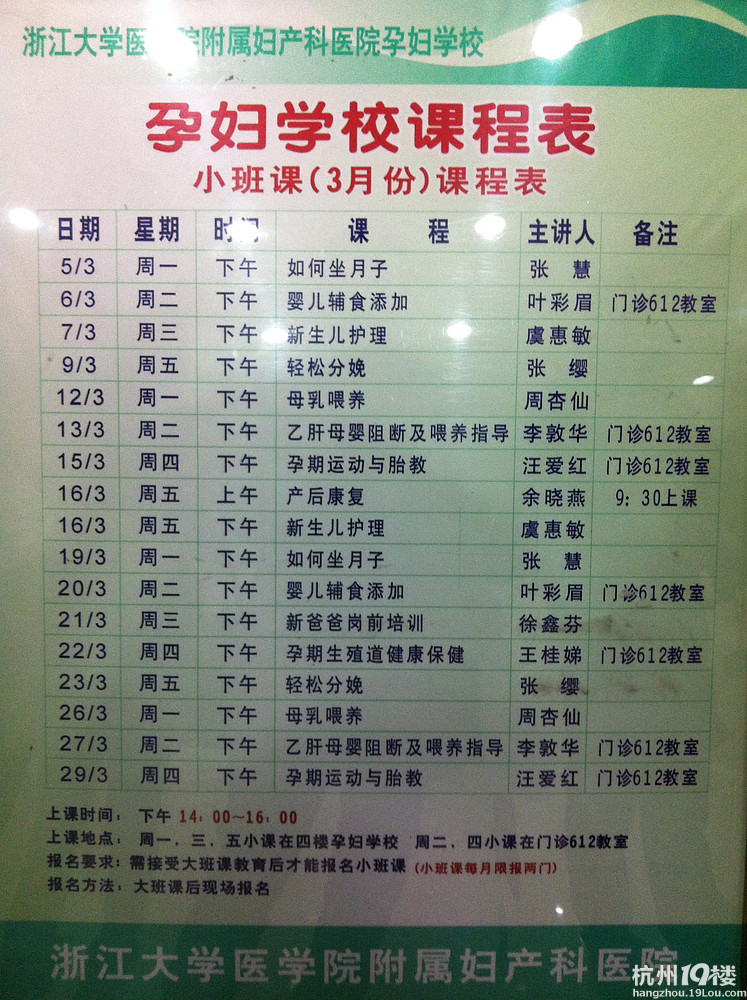 浙江大学医 院附属妇产科医院孕妇学校
孕妇学校课程表
小班课(3月份)课程表
日期 星期 时间 课 程 主讲人 备注
5/3 周一 下午 如何坐月子 张 慧
6/3 周二 下午 婴儿辅食添加 叶彩眉 门诊612教室
7/3 周三 下午 新生儿护理 虞惠敏
9/3 周五 下午 轻松分娩 张 缨
12/3 周一 下午 母乳喂养 周杏仙
13/3 周二 下午 乙肝母婴阻断及喂养指导 李敦华 门诊612教室
15/3 周四 下午 孕期运动与胎教 汪爱红 门诊612教室
16/3 周五 上午 产后康复 余晓燕 9：30上课
16/3 周五 下午 新生儿护理 虞惠敏
19/3 周一 下午 如何坐月子 张 慧
20/3 周二 下午 婴儿辅食添加 叶彩眉 门诊612教室
21/3 周三 下午 新爸爸岗前培训 徐鑫芬
22/3 周四 下午 孕期生殖道健康保健 王桂娣 门诊612教室
23/3 周五 下午 轻松分娩 张 缨
26/3 周一 下午 母乳喂养 周杏仙
27/3 周二 下午 乙肝母婴阻断及喂养指导 李敦华 门诊612教室
29/3 周四 下午 孕期运动与胎教 汪爱红 门诊612教室
上课时间： 下午 14：00~16：00
上课地点： 周一．三．五小课在四楼孕妇学校 周二．四小课在门诊612教室
报名要求：需接受大班课教育后才能报名小班课 (小班课每月限报两门)
报名方法：大班课后现场报名
浙江大学医学院附属妇产科医院
杭州19楼
hangzhou.19Lou.com